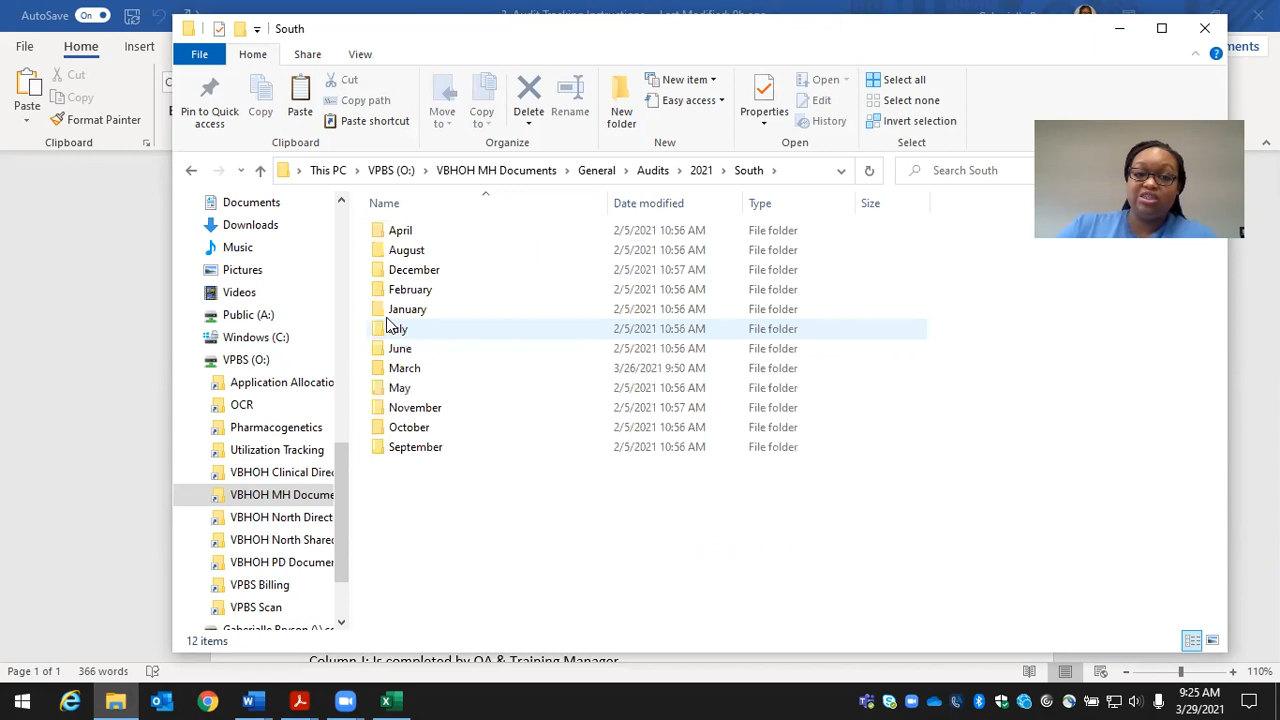 AutoSave On
South
File Home Insert
File Home Share View
Cut
Copy
Paste
Format Painter
Clipboard
Pin to Quick access
Copy
Paste
Cut
Copy path
Paste shortcut
Clipboard
Move to
Copy to
Delete
Rename
Organize
New folder
New item
Easy access
New
Properties
Open
Edit
History
Open
Select all
Select none
Invert selection
Select
This PC > VPBS (O:) > VBHOH MH Documents > General > Audits > 2021 > South >
Search South
Documents
Downloads
Music
Pictures
Videos
Public (A:)
Windows (C:)
VPBS (O:)
Application Allocatio
OCR
Pharmacogenetics
Utilization Tracking
VBHOH Clinical Dire
VBHOH MH Docume
VBHOH North Direct
VBHOH North Shared
VBHOH PD Documen
VPBS Billing
VPBS Scan
Name Date modified Type Size
April 2/5/2021 10:56 AM File folder
August 2/5/2021 10:56 AM File folder
December 2/5/2021 10:57 AM File folder
February 2/5/2021 10:56 AM File folder
January 2/5/2021 10:56 AM File folder
July 2/5/2021 10:56 AM File folder
June 2/5/2021 10:56 AM File folder
March 3/26/2021 9:50 AM File folder
May 2/5/2021 10:56 AM File folder
November 2/5/2021 10:57 AM File folder
October 2/5/2021 10:56 AM File folder
September 2/5/2021 10:56 AM File folder
12 items
Column J: Is completed by QA & Training Manager
Page 1 of 1 366 words
110%
9:25 AM
3/29/2021